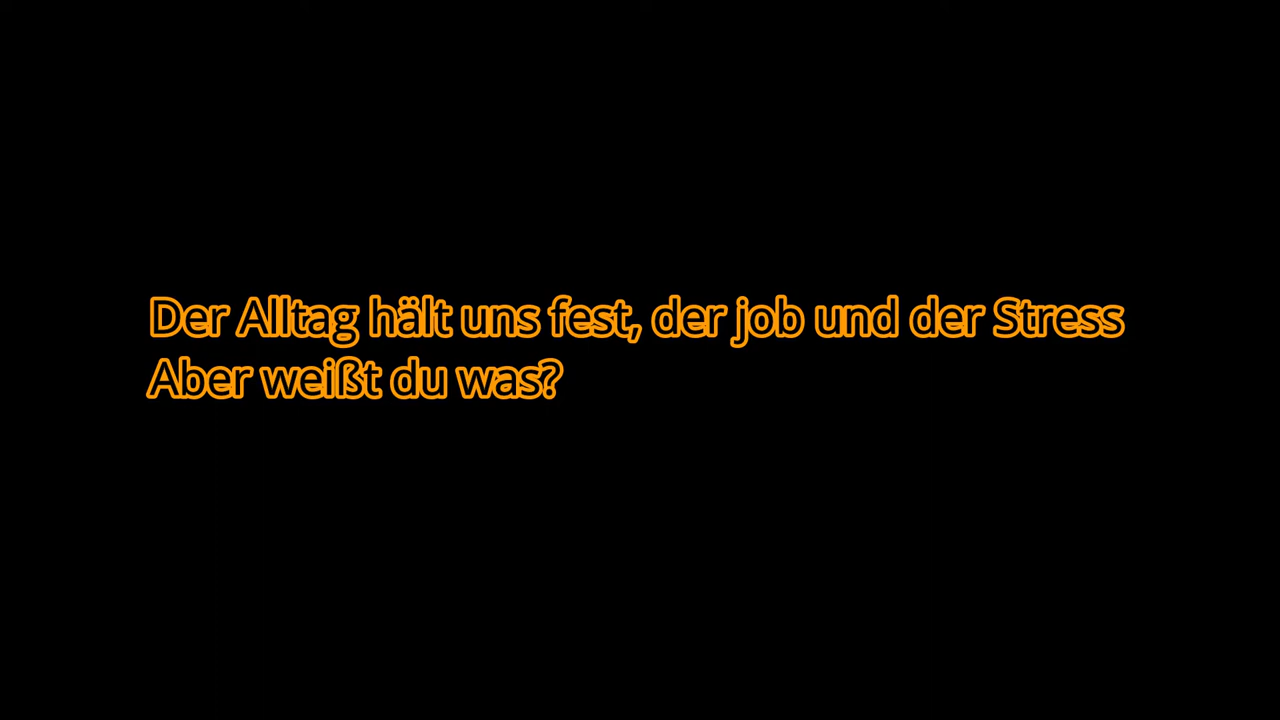 Der Alltag hält uns fest, der job und der Stress
Aber weißt du was?